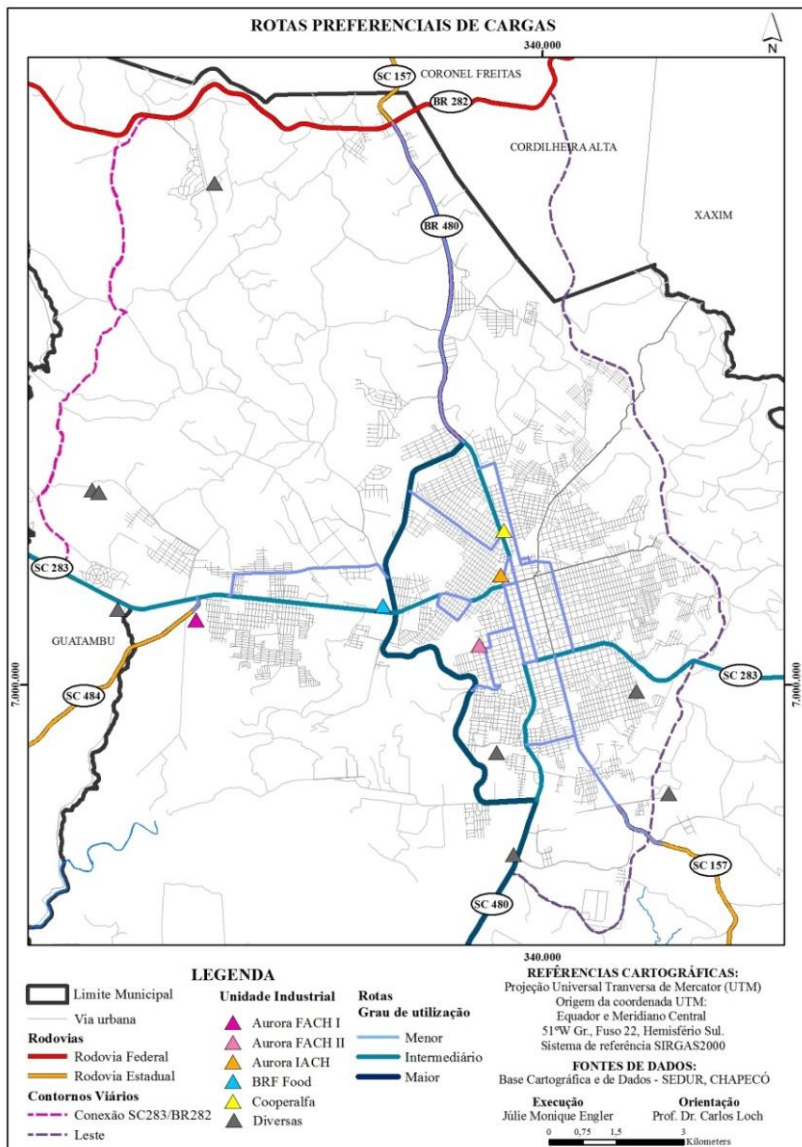 ROTAS PREFERENCIAIS DE CARGAS
340.000
N
SC 157
CORONEL FREITAS
BR 282
CORDILHEIRA ALTA
XAXIM
BR 480
SC 283
GUATAMBU
SC 484
7.000.000
7.000.000
SC 283
SC 157
SC 480
340.000
LEGENDA
Limite Municipal
Via urbana
Rodovias
Rodovia Federal
Rodovia Estadual
Contornos Viários
Conexão SC283/BR282
Leste
Unidade Industrial
Aurora FACH I
Aurora FACH II
Aurora IACH
BRF Food
Cooperalfa
Diversas
Rotas
Grau de utilização
Menor
Intermediário
Maior
REFÊRENCIAS CARTOGRÁFICAS:
Projeção Universal Tranversa de Mercator (UTM)
Origem da coordenada UTM:
Equador e Meridiano Central
51ºW Gr., Fuso 22, Hemisfério Sul.
Sistema de referência SIRGAS2000
FONTES DE DADOS:
Base Cartográfica e de Dados - SEDUR, CHAPECÓ
Execução
Júlie Monique Engler
Orientação
Prof. Dr. Carlos Loch
0 0,75 1,5 3
Kilometers